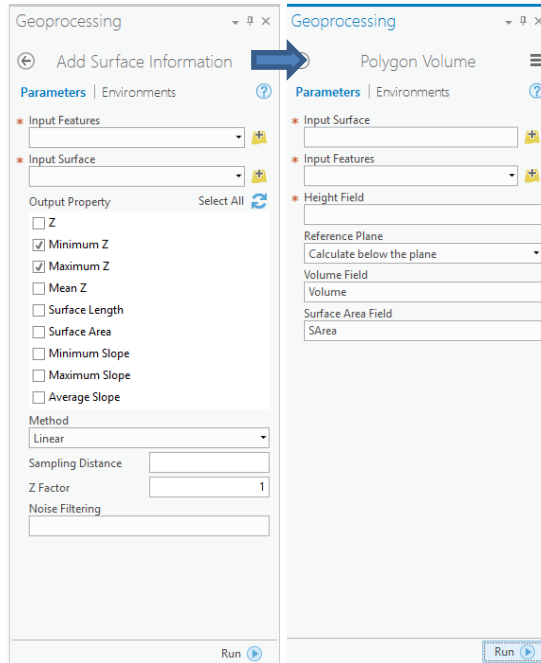 Geoprocessing
Add Surface Information
Parameters | Environments
* Input Features
* Input Surface
Output Property Select All
Z
Minimum Z
Maximum Z
Mean Z
Surface Length
Surface Area
Minimum Slope
Maximum Slope
Average Slope
Method
Linear
Sampling Distance
Z Factor 1
Noise Filtering
Run
Geoprocessing
Polygon Volume
Parameters | Environments
* Input Surface
* Input Features
* Height Field
Reference Plane
Calculate below the plane
Volume Field
Volume
Surface Area Field
SArea
Run